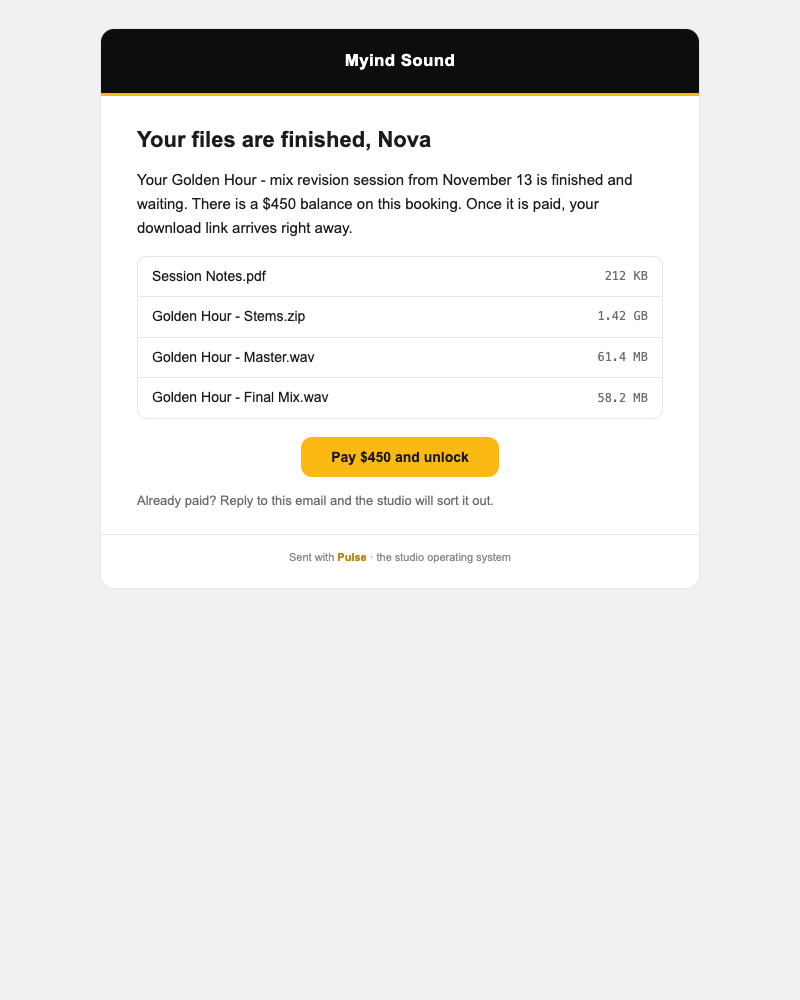 Myind Sound
Your files are finished, Nova
Your Golden Hour - mix revision session from November 13 is finished and
waiting. There is a $450 balance on this booking. Once it is paid, your
download link arrives right away.
Session Notes.pdf 212 KB
Golden Hour - Stems.zip 1.42 GB
Golden Hour - Master.wav 61.4 MB
Golden Hour - Final Mix.wav 58.2 MB
Pay $450 and unlock
Already paid? Reply to this email and the studio will sort it out.
Sent with Pulse · the studio operating system